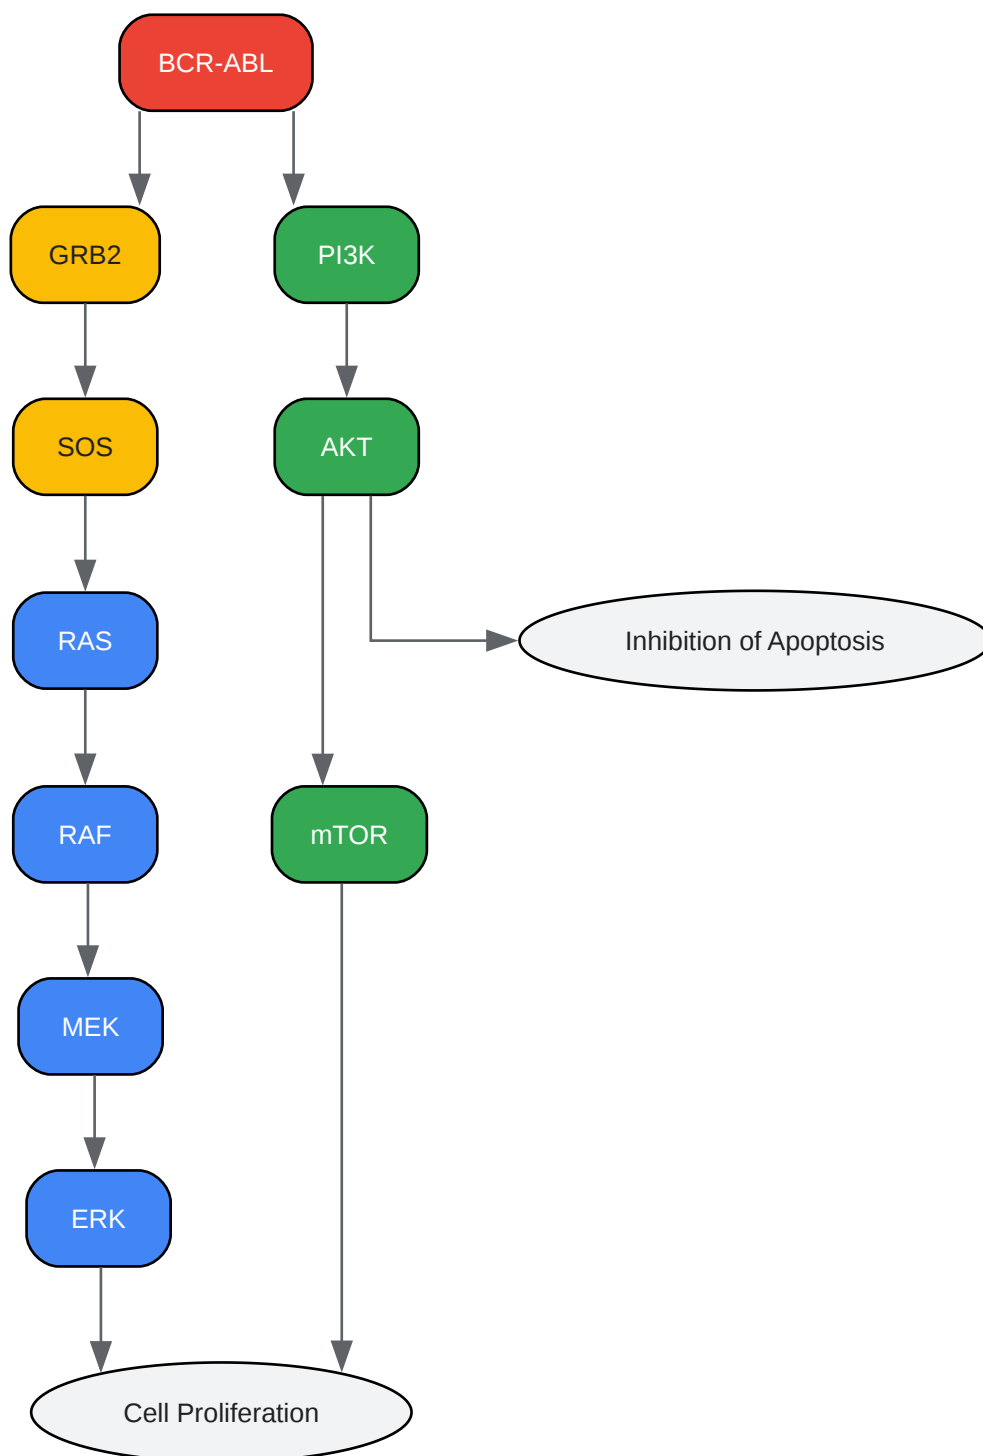 BCR-ABL
GRB2
PI3K
SOS
AKT
RAS
Inhibition of Apoptosis
RAF
mTOR
MEK
ERK
Cell Proliferation